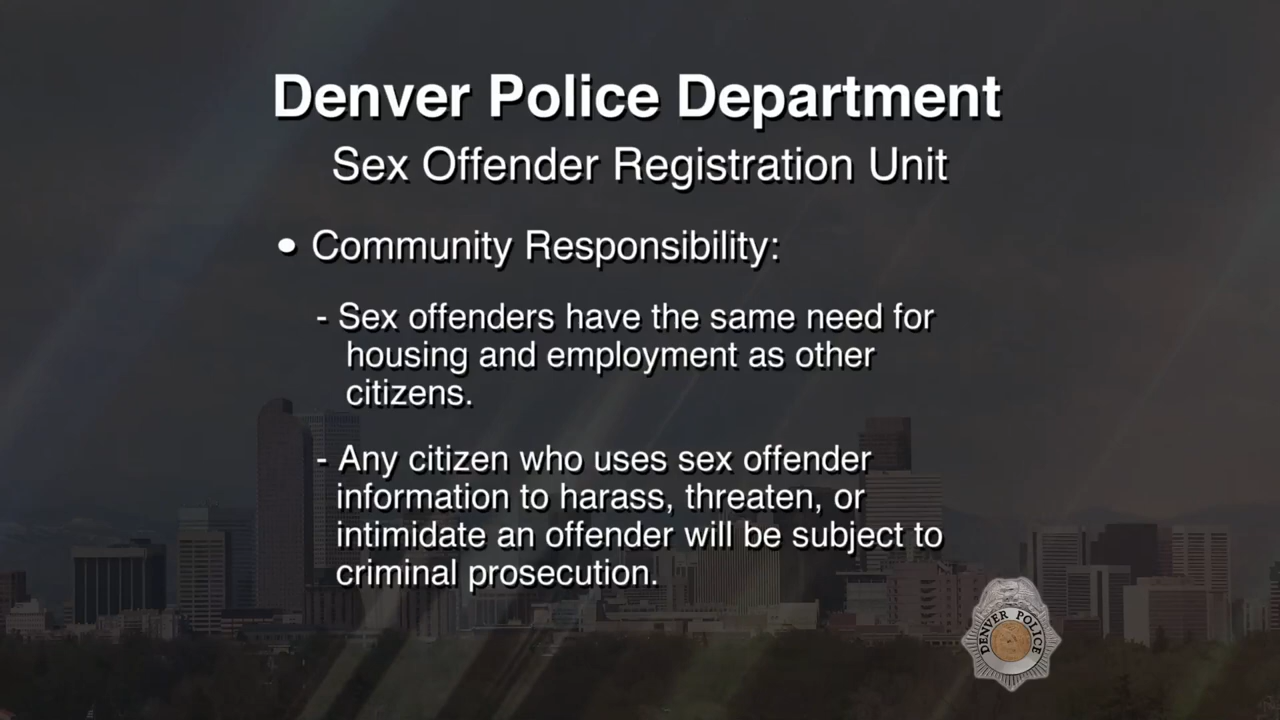 Denver Police Department
Sex Offender Registration Unit
• Community Responsibility:
- Sex offenders have the same need for
housing and employment as other
citizens.
- Any citizen who uses sex offender
information to harass, threaten, or
intimidate an offender will be subject to
criminal prosecution.
DENVER POLICE